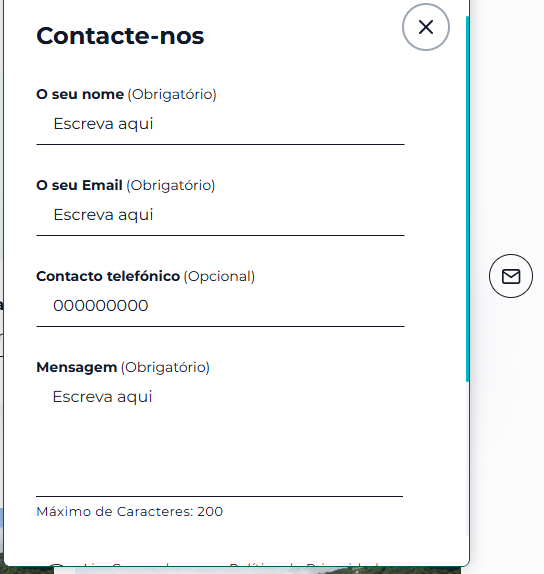 Contacte-nos
O seu nome (Obrigatório)
Escreva aqui
O seu Email (Obrigatório)
Escreva aqui
Contacto telefónico (Opcional)
000000000
Mensagem (Obrigatório)
Escreva aqui
Máximo de Caracteres: 200